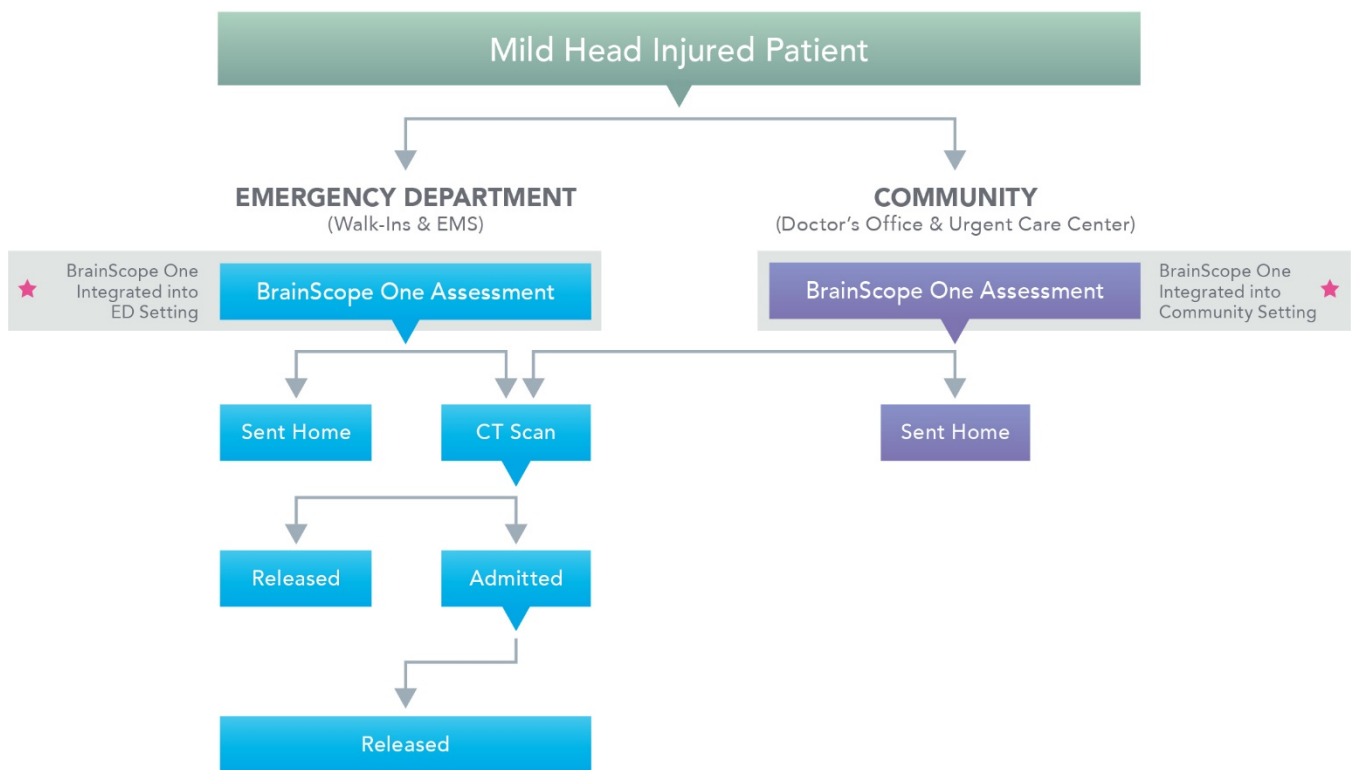 Mild Head Injured Patient
EMERGENCY DEPARTMENT
(Walk-Ins & EMS)
COMMUNITY
(Doctor's Office & Urgent Care Center)
BrainScope One
Integrated into
ED Setting
BrainScope One Assessment
BrainScope One Assessment
BrainScope One
Integrated into
Community Setting
Sent Home
CT Scan
Sent Home
Released
Admitted
Released